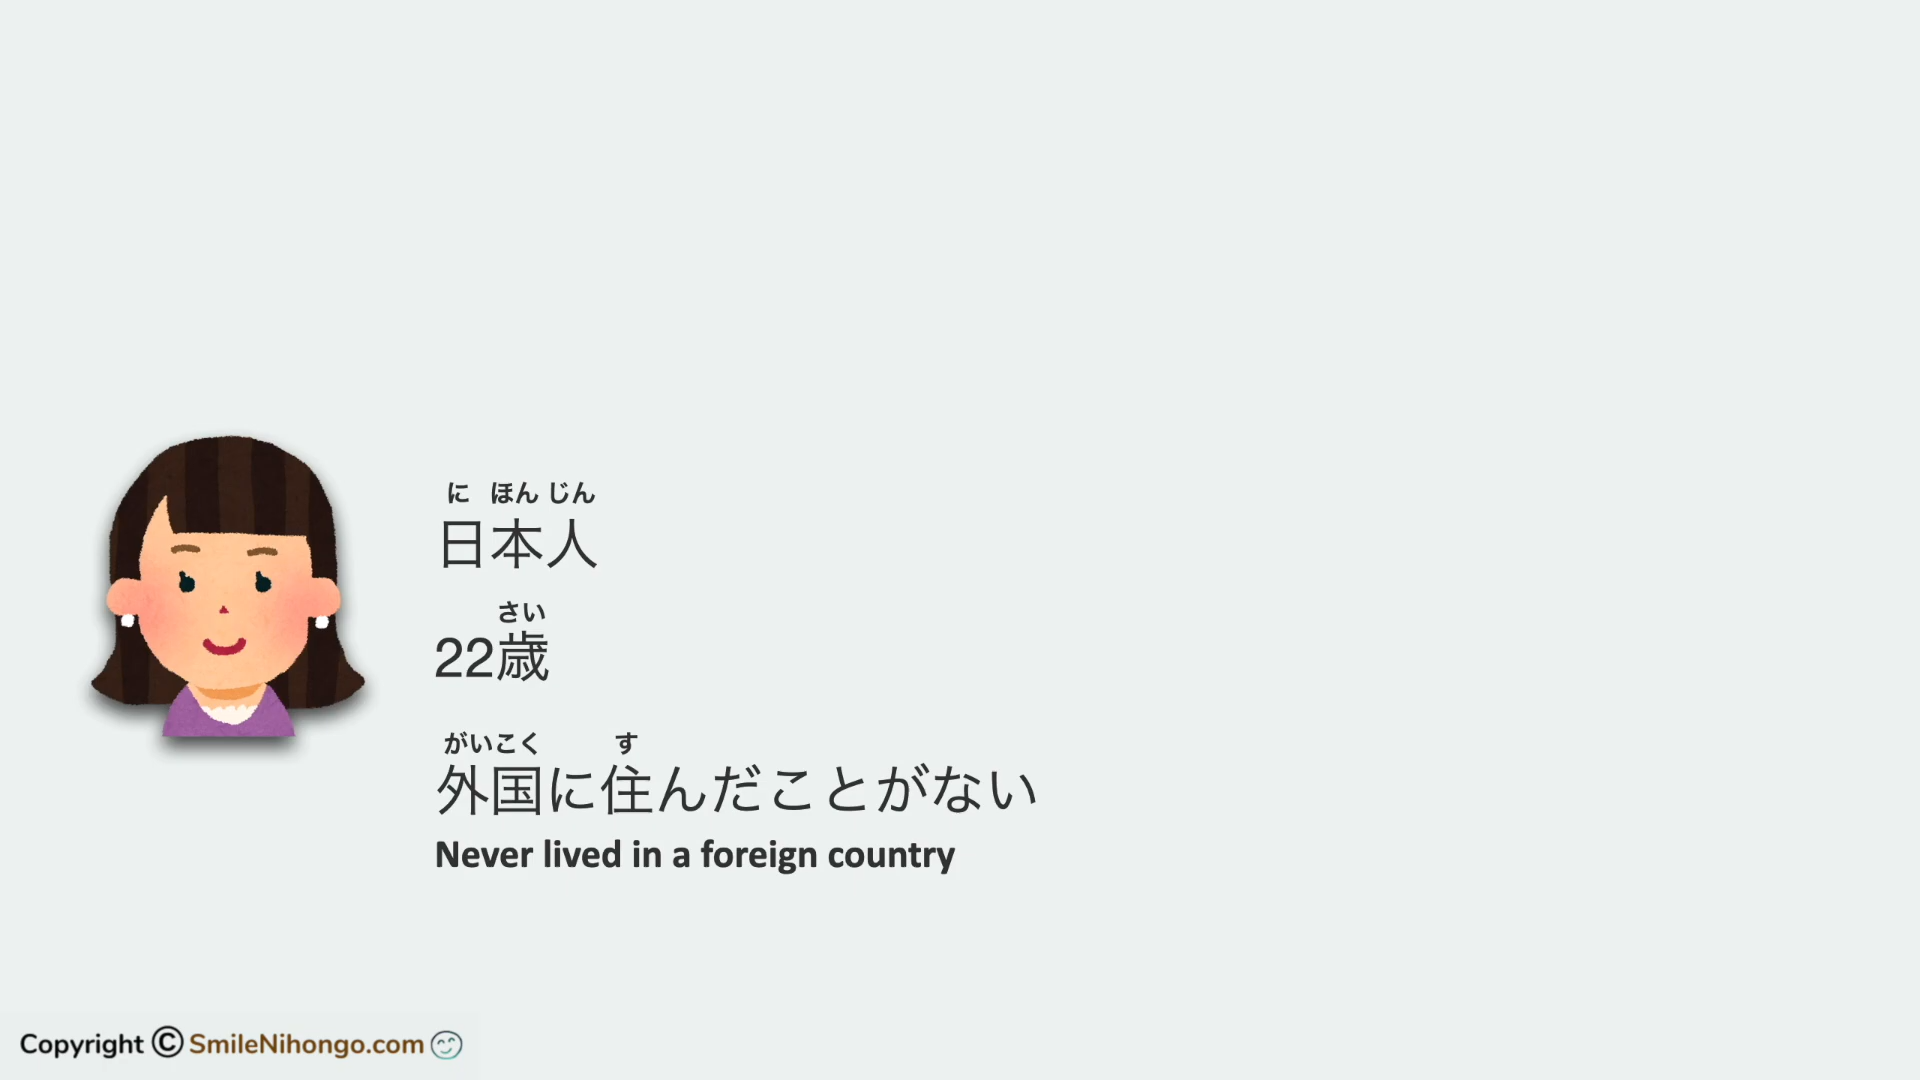 に ほん じん
日本人
さい
22歳
がいこく す
外国に住んだことがない
Never lived in a foreign country
Copyright © SmileNihongo.com